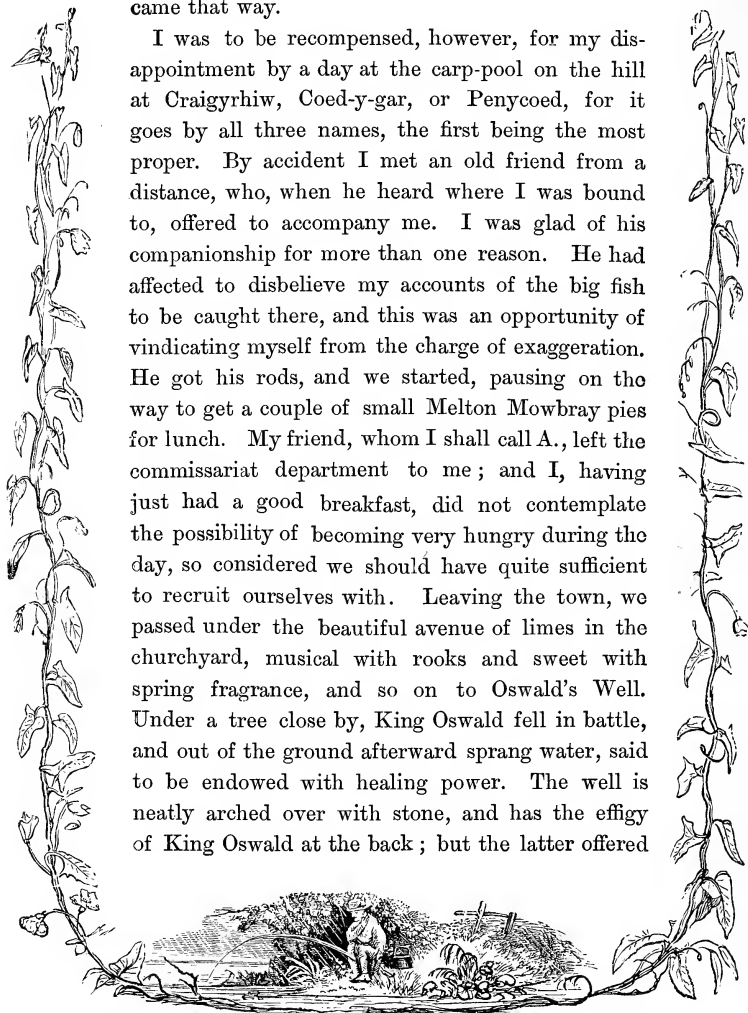 came that way.
I was to be recompensed, however, for my dis-
appointment by a day at the carp-pool on the hill
at Craigyrhiw, Coed-y-gar, or Penycoed, for it
goes by all three names, the first being the most
proper. By accident I met an old friend from a
distance, who, when he heard where I was bound
to, offered to accompany me. I was glad of his
companionship for more than one reason. He had
affected to disbelieve my accounts of the big fish
to be caught there, and this was an opportunity of
vindicating myself from the charge of exaggeration.
He got his rods, and we started, pausing on the
way to get a couple of small Melton Mowbray pies
for lunch. My friend, whom I shall call A., left the
commissariat department to me; and I, having
just had a good breakfast, did not contemplate
the possibility of becoming very hungry during the
day, so considered we should have quite sufficient
to recruit ourselves with. Leaving the town, we
passed under the beautiful avenue of limes in the
churchyard, musical with rooks and sweet with
spring fragrance, and so on to Oswald's Well.
Under a tree close by, King Oswald fell in battle,
and out of the ground afterward sprang water, said
to be endowed with healing power. The well is
neatly arched over with stone, and has the effigy
of King Oswald at the back; but the latter offered